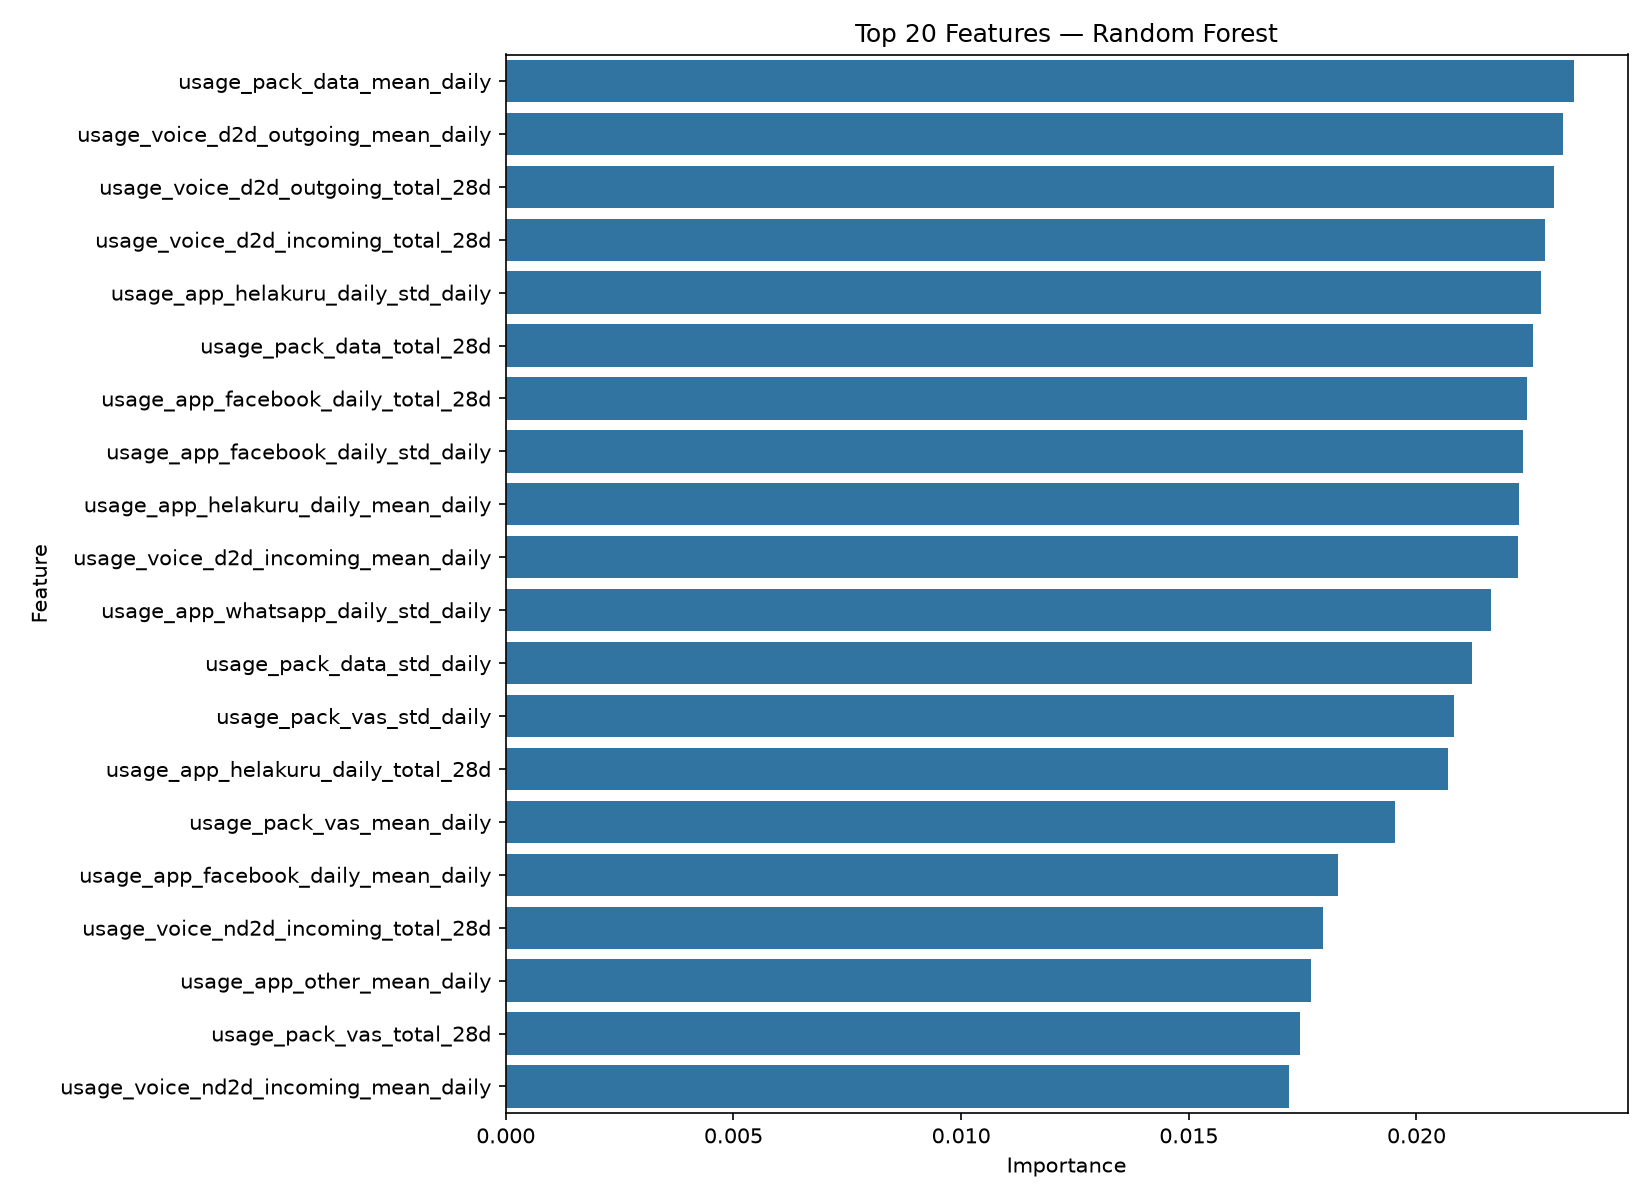 Top 20 Features — Random Forest
usage_pack_data_mean_daily
usage_voice_d2d_outgoing_mean_daily
usage_voice_d2d_outgoing_total_28d
usage_voice_d2d_incoming_total_28d
usage_app_helakuru_daily_std_daily
usage_pack_data_total_28d
usage_app_facebook_daily_total_28d
usage_app_facebook_daily_std_daily
usage_app_helakuru_daily_mean_daily
usage_voice_d2d_incoming_mean_daily
usage_app_whatsapp_daily_std_daily
usage_pack_data_std_daily
usage_pack_vas_std_daily
usage_app_helakuru_daily_total_28d
usage_pack_vas_mean_daily
usage_app_facebook_daily_mean_daily
usage_voice_nd2d_incoming_total_28d
usage_app_other_mean_daily
usage_pack_vas_total_28d
usage_voice_nd2d_incoming_mean_daily
Feature
0.000 0.005 0.010 0.015 0.020
Importance